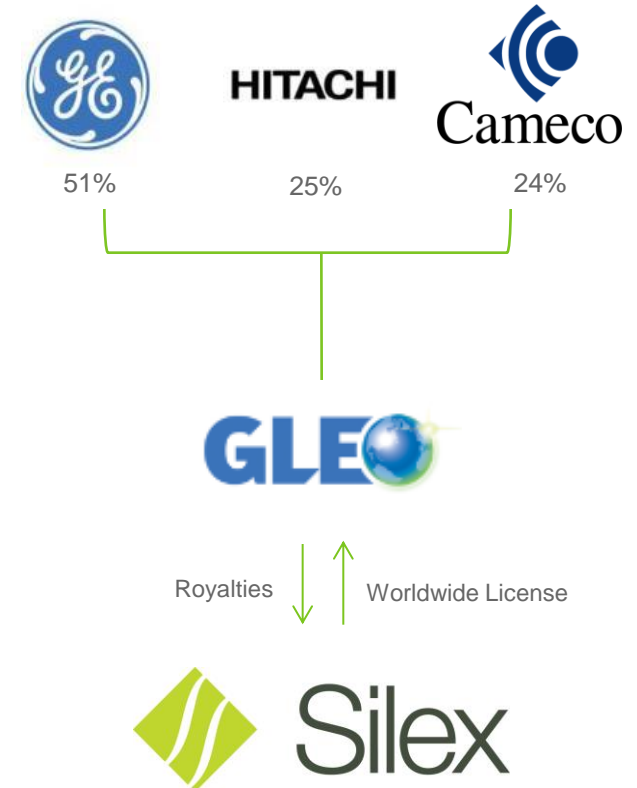 GE
HITACHI
Cameco
51%
25%
24%
GLE
Royalties
Worldwide License
Silex